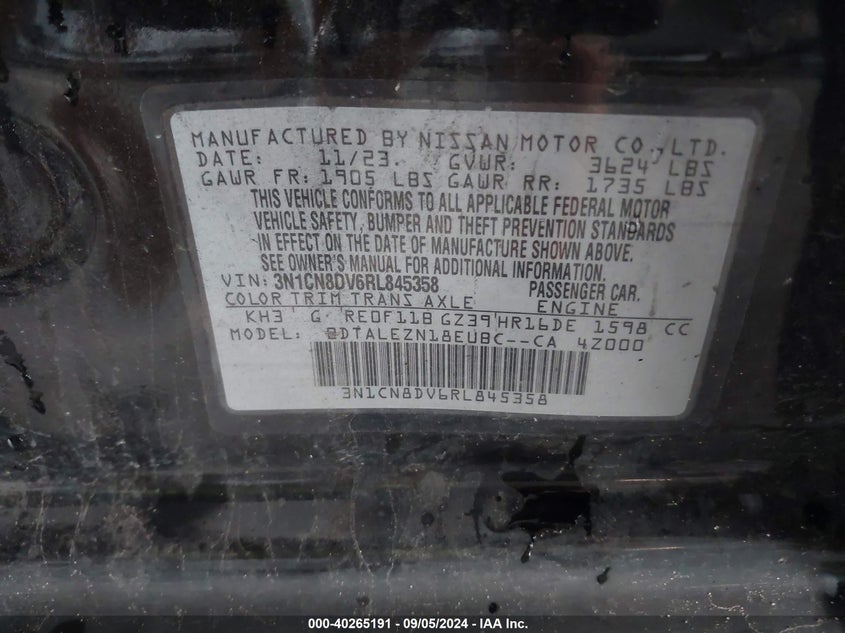 MANUFACTURED BY NISSAN MOTOR CO., LTD.
DATE: 11/23 GVWR: 3624 LBS
GAWR FR: 1905 LBS GAWR RR: 1735 LBS
THIS VEHICLE CONFORMS TO ALL APPLICABLE FEDERAL MOTOR
VEHICLE SAFETY, BUMPER AND THEFT PREVENTION STANDARDS
IN EFFECT ON THE DATE OF MANUFACTURE SHOWN ABOVE.
SEE OWNER'S MANUAL FOR ADDITIONAL INFORMATION.
VIN: 3N1CN8DV6RL845358 PASSENGER CAR.
COLOR TRIM TRANS AXLE ENGINE
KH3 G RE0F11B GZ39 HR16DE 1598 CC
MODEL: BDTALEZN18EUBC--CA 4Z000
3N1CN8DV6RL845358
000-40265191 - 09/05/2024 - IAA Inc.